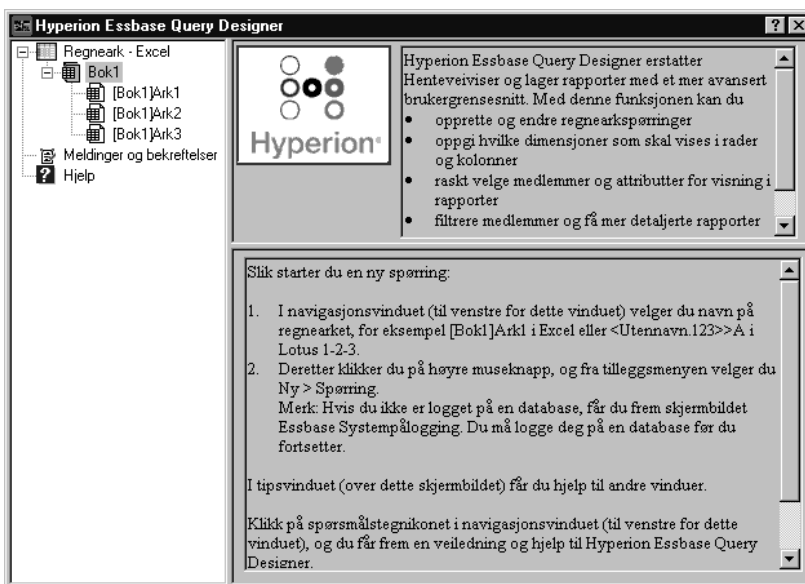 Hyperion Essbase Query Designer
Regneark - Excel
Bok1
[Bok1]Ark1
[Bok1]Ark2
[Bok1]Ark3
Meldinger og bekreftelser
Hjelp
Hyperion
Hyperion Essbase Query Designer erstatter
Henteveiviser og lager rapporter med et mer avansert
brukergrensesnitt. Med denne funksjonen kan du
• opprette og endre regnearkspørringer
• oppgi hvilke dimensjoner som skal vises i rader
og kolonner
• raskt velge medlemmer og attributter for visning i
rapporter
• filtrere medlemmer og få mer detaljerte rapporter
Slik starter du en ny spørring:
1. I navigasjonsvinduet (til venstre for dette vinduet) velger du navn på
regnearket, for eksempel [Bok1]Ark1 i Excel eller <Utennavn.123>>A i
Lotus 1-2-3.
2. Deretter klikker du på høyre museknapp, og fra tilleggsmenyen velger du
Ny > Spørring.
Merk: Hvis du ikke er logget på en database, får du frem skjermbildet
Essbase Systempålogging. Du må logge deg på en database før du
fortsetter.
I tipsvinduet (over dette skjermbildet) får du hjelp til andre vinduer.
Klikk på spørsmålstegnikonet i navigasjonsvinduet (til venstre for dette
vinduet), og du får frem en veiledning og hjelp til Hyperion Essbase Query
Designer.